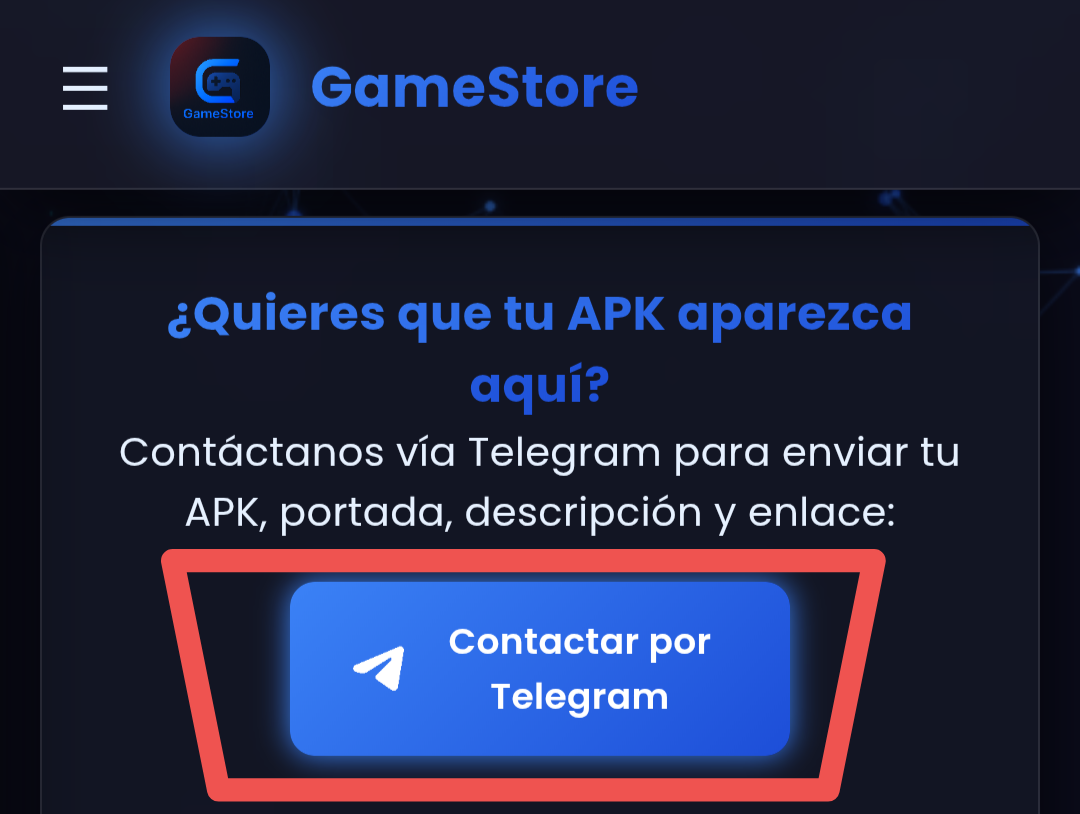 GameStore
GameStore
¿Quieres que tu APK aparezca
aquí?
Contáctanos vía Telegram para enviar tu
APK, portada, descripción y enlace:
Contactar por
Telegram